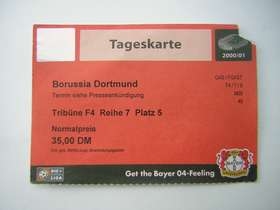 Tageskarte
2000/01
Borussia Dortmund
Termin siehe Presseankündigung
Tribüne F4 Reihe 7 Platz 5
Normalpreis
35,00 DM
Get the Bayer 04-Feeling